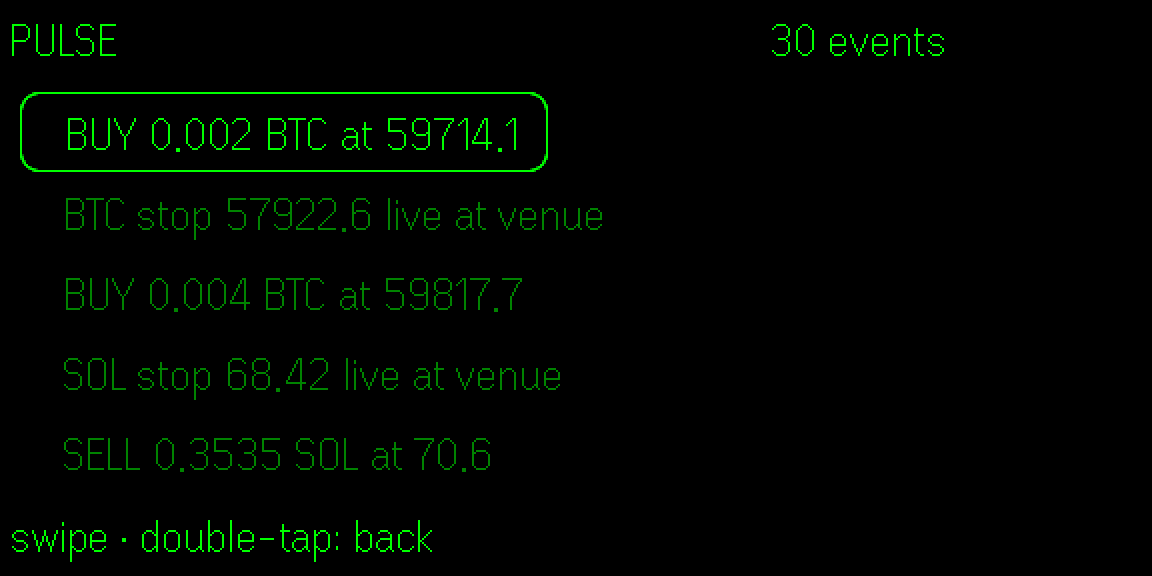 PULSE 30 events
BUY 0.002 BTC at 59714.1
BTC stop 57922.6 live at venue
BUY 0.004 BTC at 59817.7
SOL stop 68.42 live at venue
SELL 0.3535 SOL at 70.6
swipe · double-tap: back